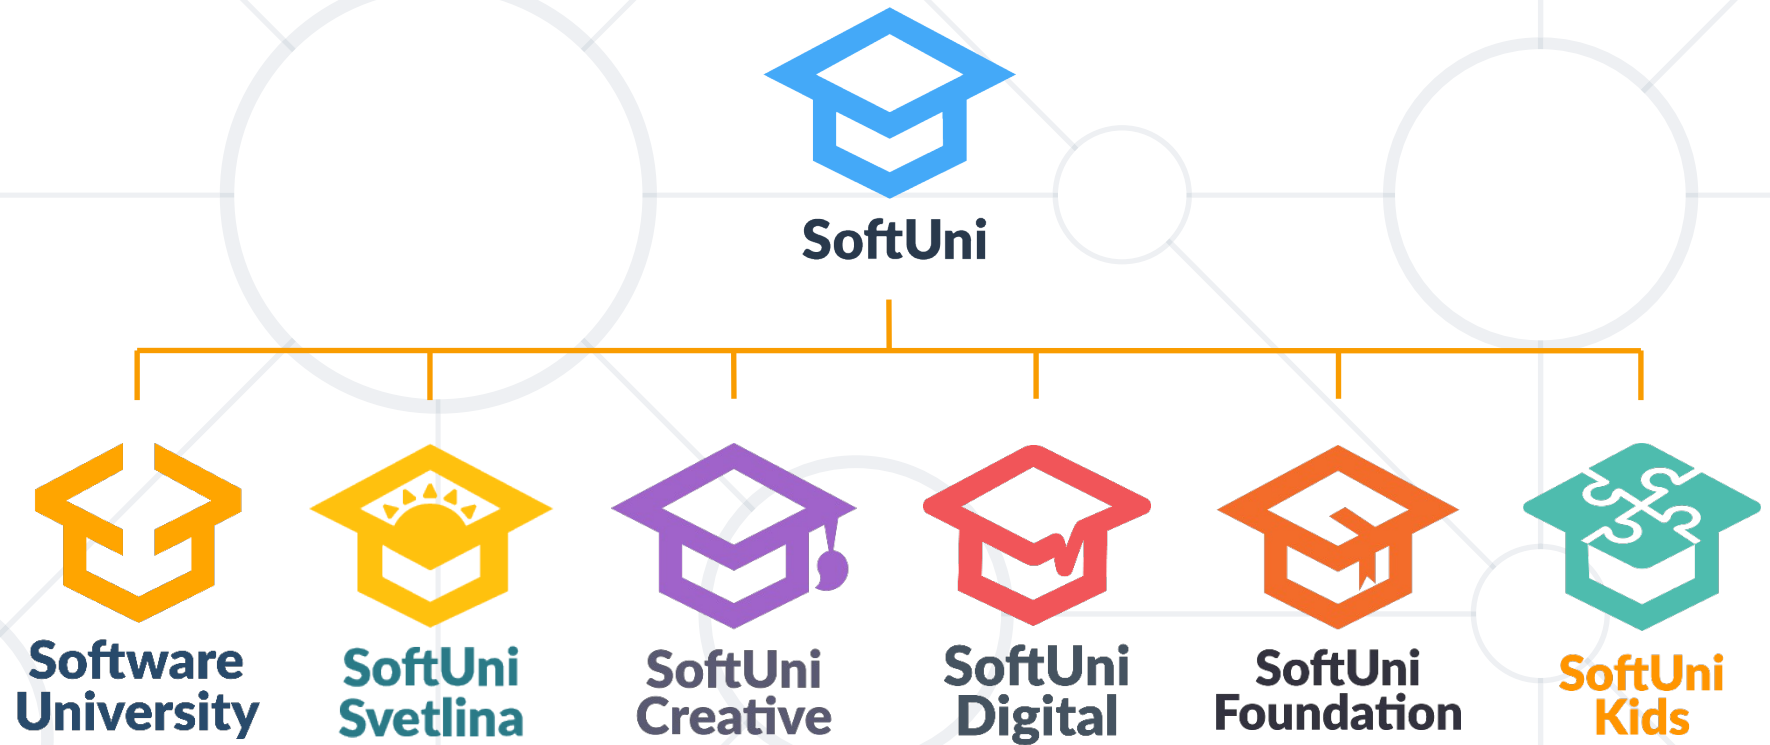 SoftUni
Software
University
SoftUni
Svetlina
SoftUni
Creative
SoftUni
Digital
SoftUni
Foundation
SoftUni
Kids